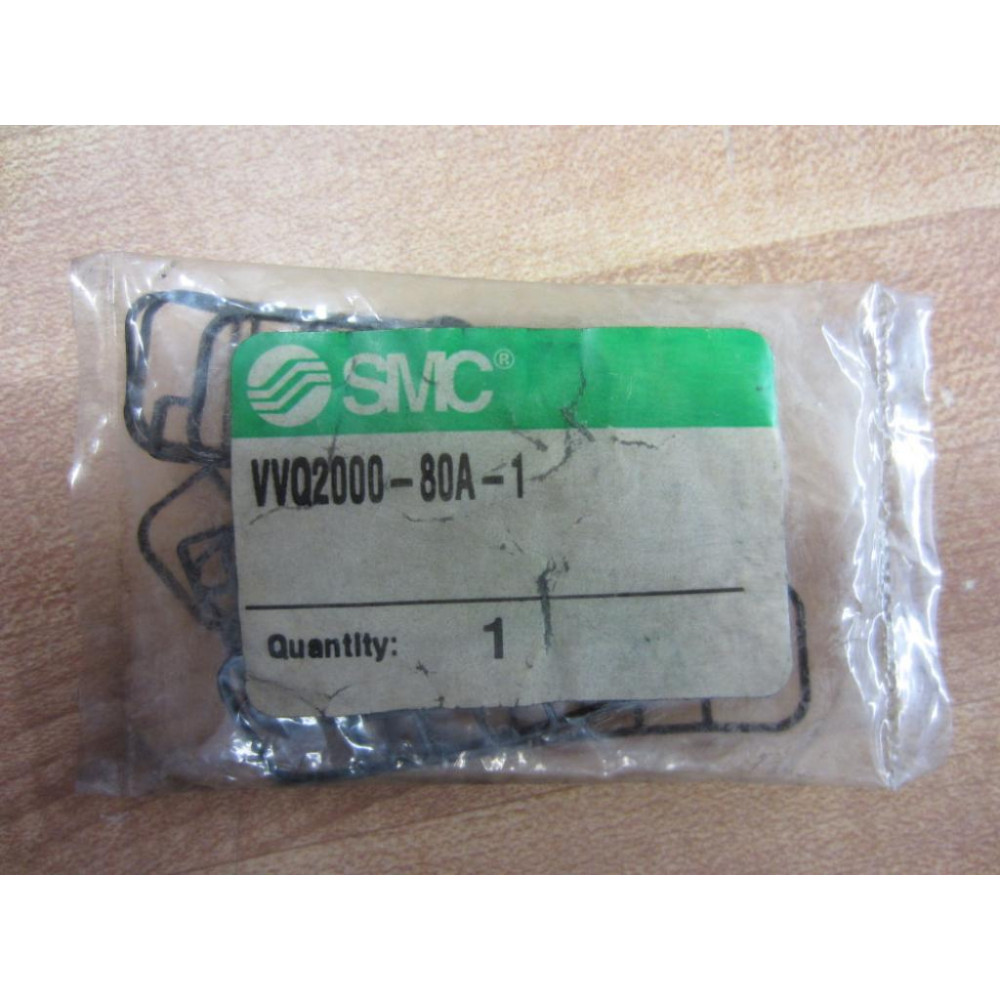 SMC®
VVQ2000-80A-1
Quantity: 1